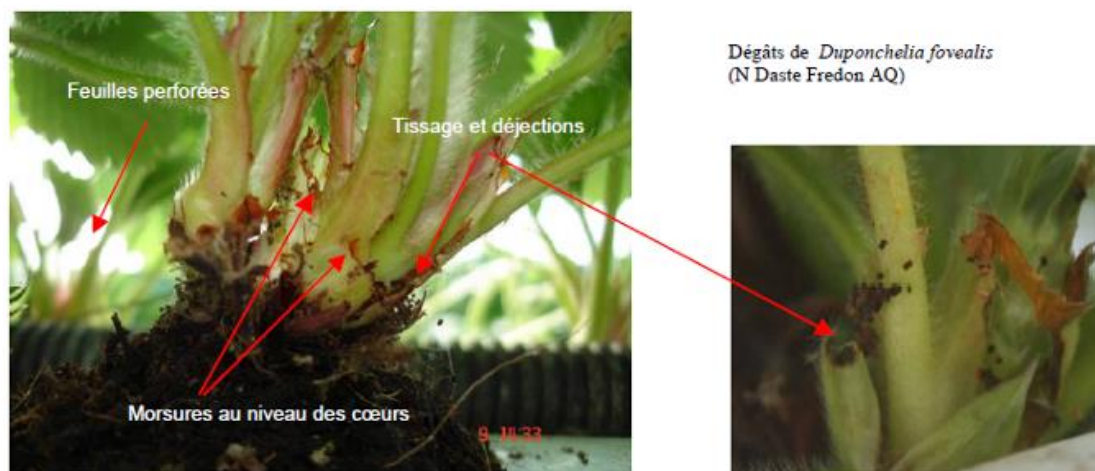 Dégâts de Duponchelia fovealis
(N Daste Fredon AQ)
Feuilles perforées
Tissage et déjections
Morsures au niveau des cœurs